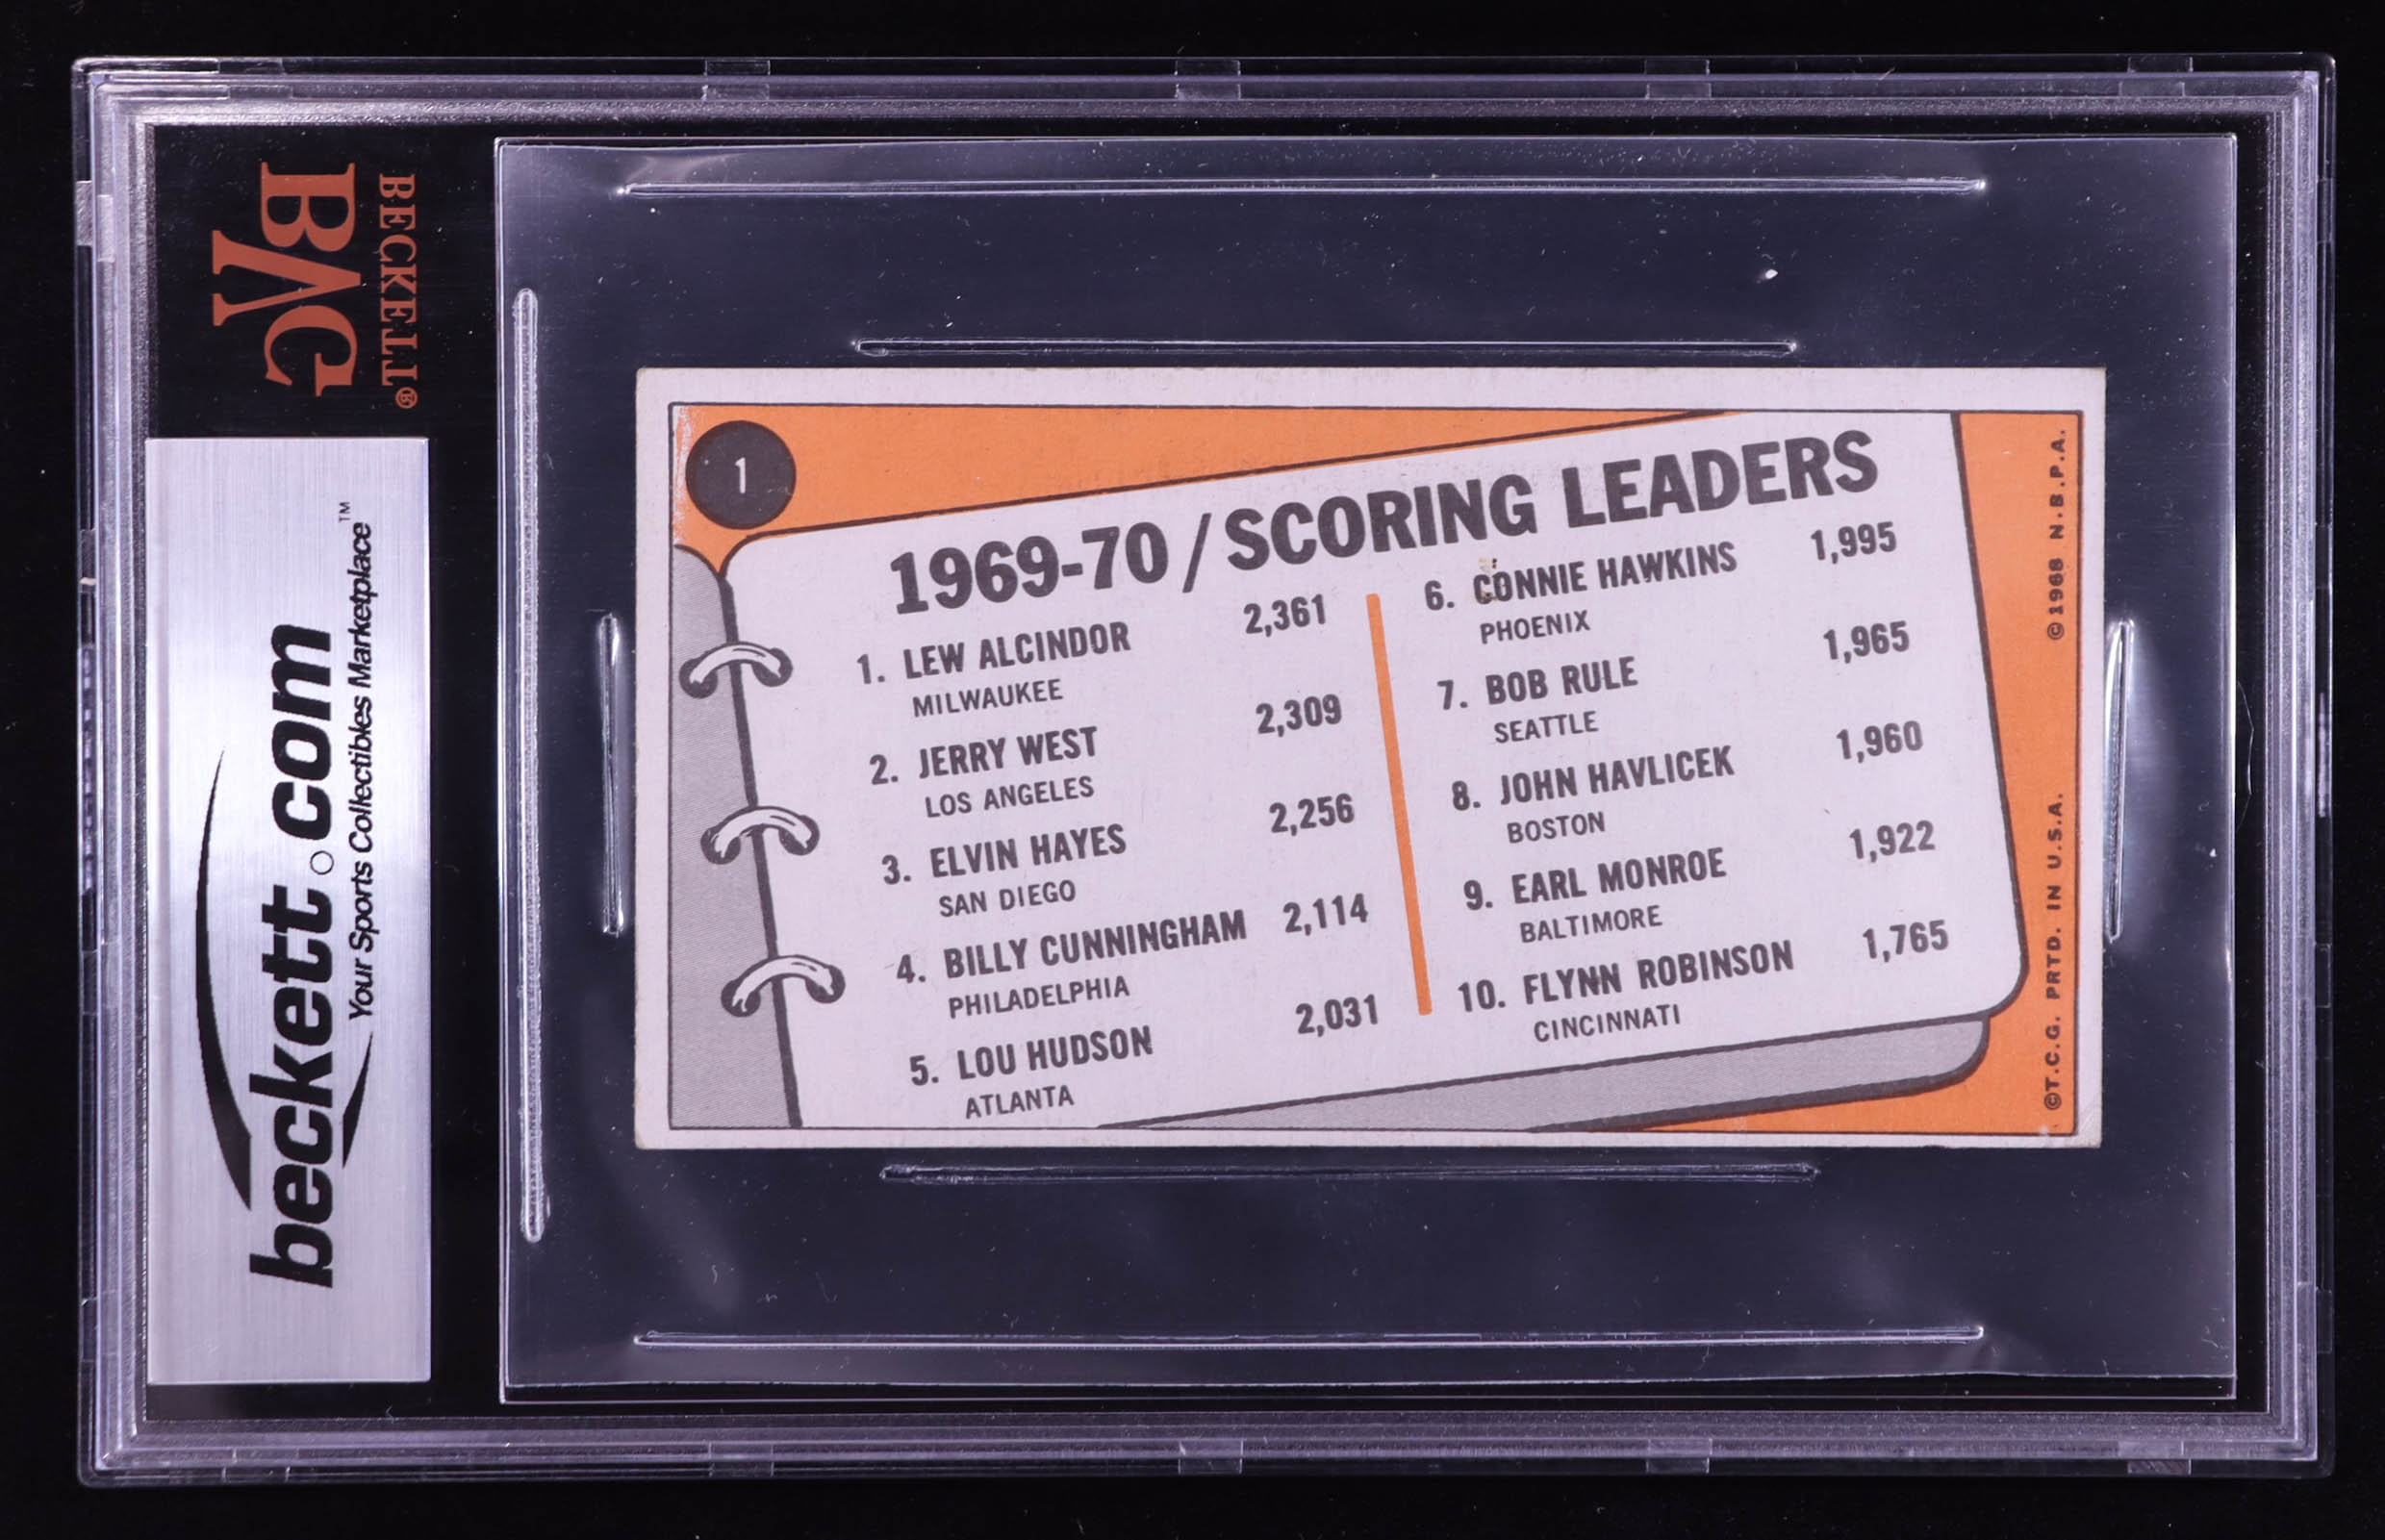 BECKETT®
BVG
beckett.com
Your Sports Collectibles Marketplace™
1
1969-70 / SCORING LEADERS
1. LEW ALCINDOR 2,361
MILWAUKEE
2. JERRY WEST 2,309
LOS ANGELES
3. ELVIN HAYES 2,256
SAN DIEGO
4. BILLY CUNNINGHAM 2,114
PHILADELPHIA
5. LOU HUDSON 2,031
ATLANTA
6. CONNIE HAWKINS 1,995
PHOENIX
7. BOB RULE 1,965
SEATTLE
8. JOHN HAVLICEK 1,960
BOSTON
9. EARL MONROE 1,922
BALTIMORE
10. FLYNN ROBINSON 1,765
CINCINNATI
©T.C.G. PRTD. IN U.S.A. ©1968 N.B.P.A.